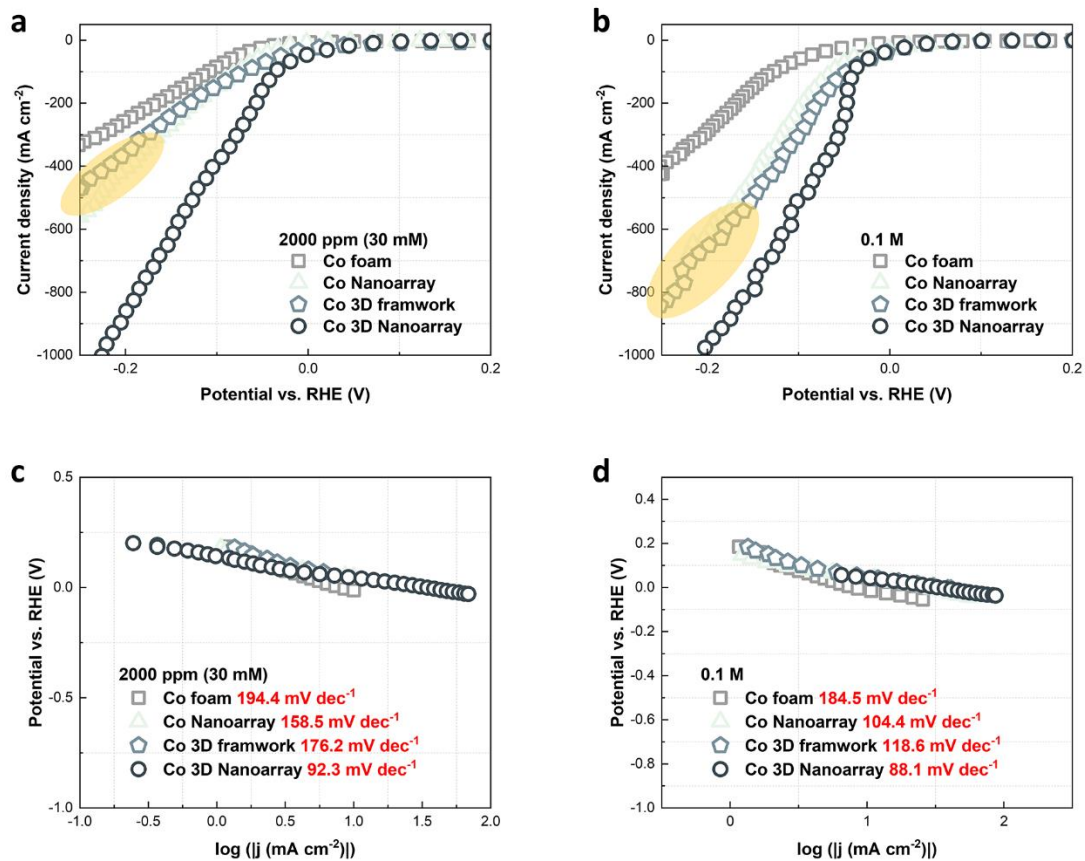 a
0
-200
-400
-600
-800
-1000
Current density (mA cm⁻²)
2000 ppm (30 mM)
Co foam
Co Nanoarray
Co 3D framwork
Co 3D Nanoarray
-0.2
0.0
0.2
Potential vs. RHE (V)
b
0
-200
-400
-600
-800
-1000
Current density (mA cm⁻²)
0.1 M
Co foam
Co Nanoarray
Co 3D framwork
Co 3D Nanoarray
-0.2
0.0
0.2
Potential vs. RHE (V)
c
0.5
0.0
-0.5
-1.0
Potential vs. RHE (V)
2000 ppm (30 mM)
Co foam 194.4 mV dec⁻¹
Co Nanoarray 158.5 mV dec⁻¹
Co 3D framwork 176.2 mV dec⁻¹
Co 3D Nanoarray 92.3 mV dec⁻¹
-1.0
-0.5
0.0
0.5
1.0
1.5
2.0
log (|j (mA cm⁻²)|)
d
0.4
0.2
0.0
-0.2
-0.4
-0.6
-0.8
-1.0
Potential vs. RHE (V)
0.1 M
Co foam 184.5 mV dec⁻¹
Co Nanoarray 104.4 mV dec⁻¹
Co 3D framwork 118.6 mV dec⁻¹
Co 3D Nanoarray 88.1 mV dec⁻¹
0
1
2
log (|j (mA cm⁻²)|)